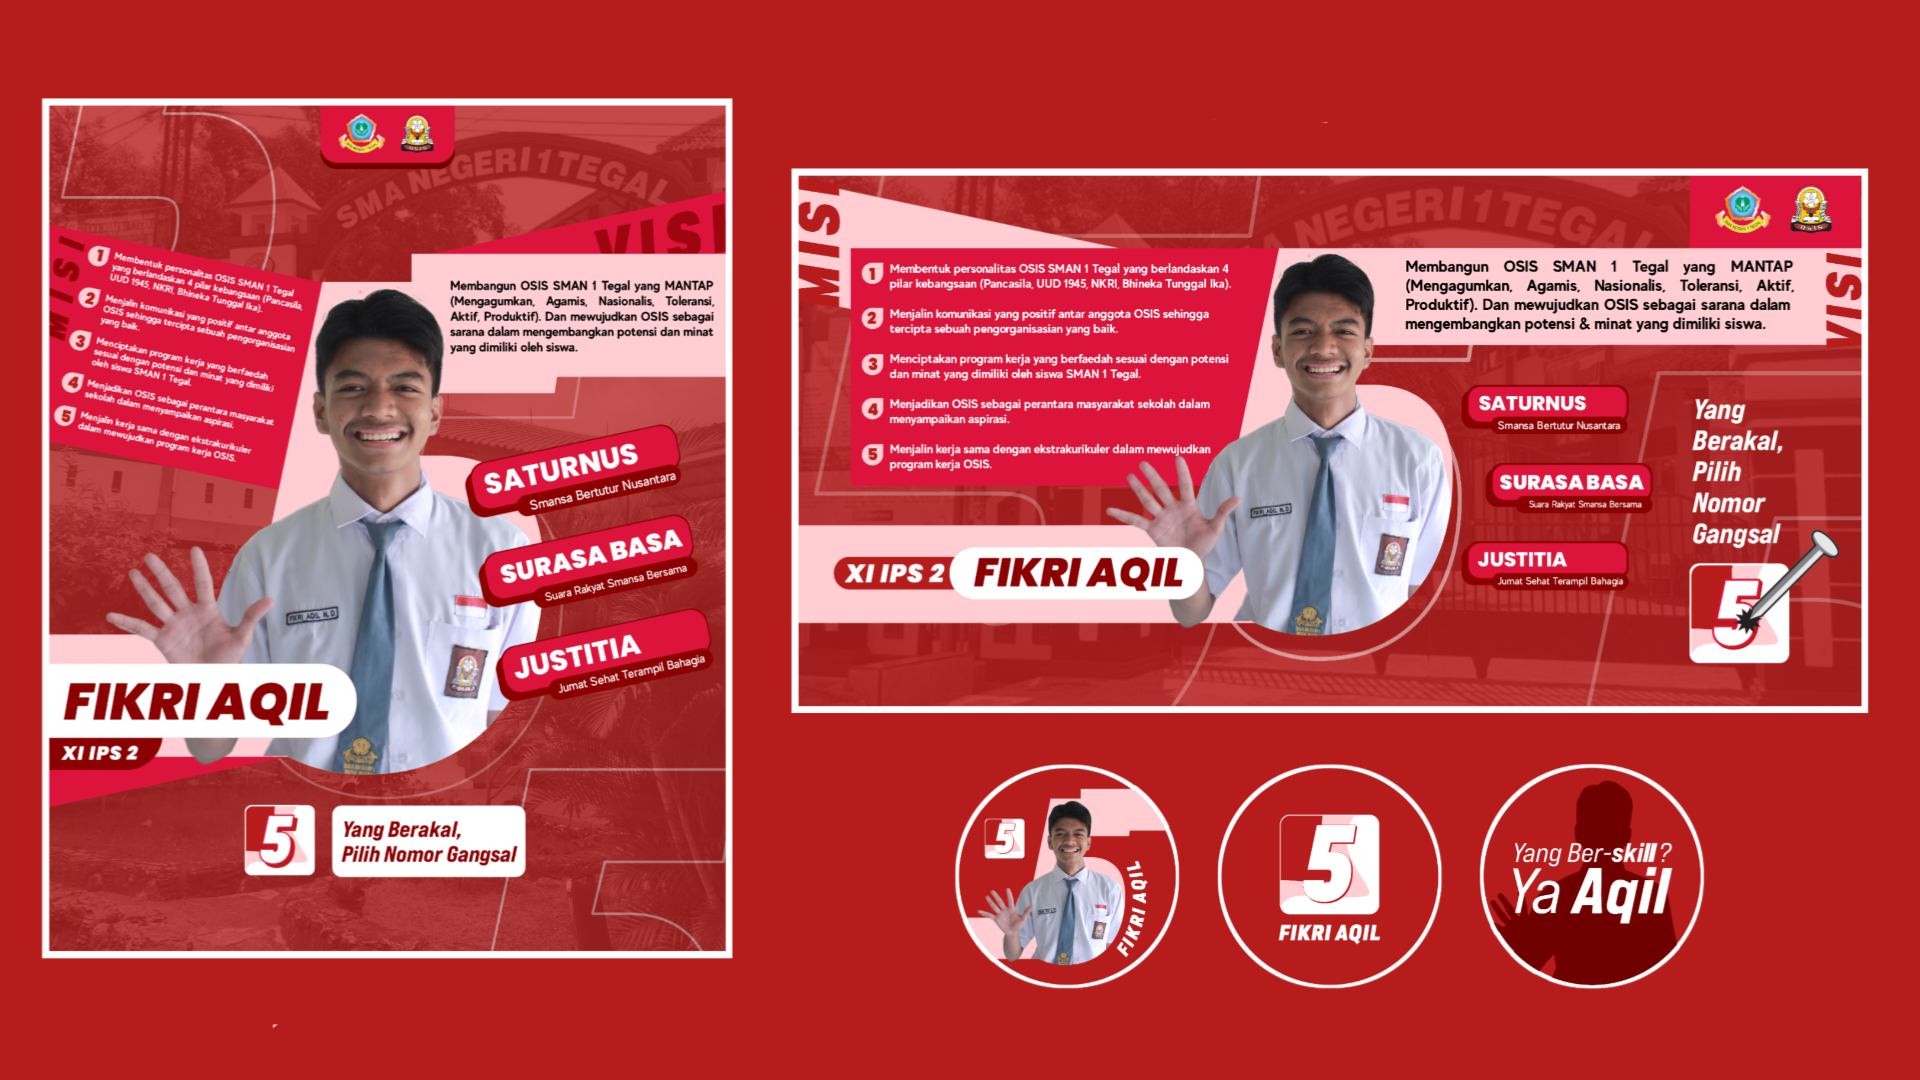 SMA NEGERI 1 TEGAL
VISI
MISI
1
Membentuk personalitas OSIS SMAN 1 Tegal
yang berlandaskan 4 pilar kebangsaan (Pancasila,
UUD 1945, NKRI, Bhineka Tunggal Ika).
2
Menjalin komunikasi yang positif antar anggota
OSIS sehingga tercipta sebuah pengorganisasian
yang baik.
3
Menciptakan program kerja yang berfaedah
sesuai dengan potensi dan minat yang dimiliki
oleh siswa SMAN 1 Tegal.
4
Menjadikan OSIS sebagai perantara masyarakat
sekolah dalam menyampaikan aspirasi.
5
Menjalin kerja sama dengan ekstrakurikuler
dalam mewujudkan program kerja OSIS.
Membangun OSIS SMAN 1 Tegal yang MANTAP
(Mengagumkan, Agamis, Nasionalis, Toleransi,
Aktif, Produktif). Dan mewujudkan OSIS sebagai
sarana dalam mengembangkan potensi dan minat
yang dimiliki oleh siswa.
SATURNUS
Smansa Bertutur Nusantara
SURASA BASA
Suara Rakyat Smansa Bersama
JUSTITIA
Jumat Sehat Terampil Bahagia
FIKRI AQIL N. D
FIKRI AQIL
XI IPS 2
5
Yang Berakal,
Pilih Nomor Gangsal
NEGERI 1 TEGAL
OSIS
MISI
1
Membentuk personalitas OSIS SMAN 1 Tegal yang berlandaskan 4
pilar kebangsaan (Pancasila, UUD 1945, NKRI, Bhineka Tunggal Ika).
2
Menjalin komunikasi yang positif antar anggota OSIS sehingga
tercipta sebuah pengorganisasian yang baik.
3
Menciptakan program kerja yang berfaedah sesuai dengan potensi
dan minat yang dimiliki oleh siswa SMAN 1 Tegal.
4
Menjadikan OSIS sebagai perantara masyarakat sekolah dalam
menyampaikan aspirasi.
5
Menjalin kerja sama dengan ekstrakurikuler dalam mewujudkan
program kerja OSIS.
VISI
Membangun OSIS SMAN 1 Tegal yang MANTAP
(Mengagumkan, Agamis, Nasionalis, Toleransi, Aktif,
Produktif). Dan mewujudkan OSIS sebagai sarana dalam
mengembangkan potensi & minat yang dimiliki siswa.
SATURNUS
Smansa Bertutur Nusantara
SURASA BASA
Suara Rakyat Smansa Bersama
JUSTITIA
Jumat Sehat Terampil Bahagia
Yang
Berakal,
Pilih
Nomor
Gangsal
5
FIKRI AQIL N. D
XI IPS 2
FIKRI AQIL
5
FIKRI AQIL
5
FIKRI AQIL
Yang Ber-skill?
Ya Aqil